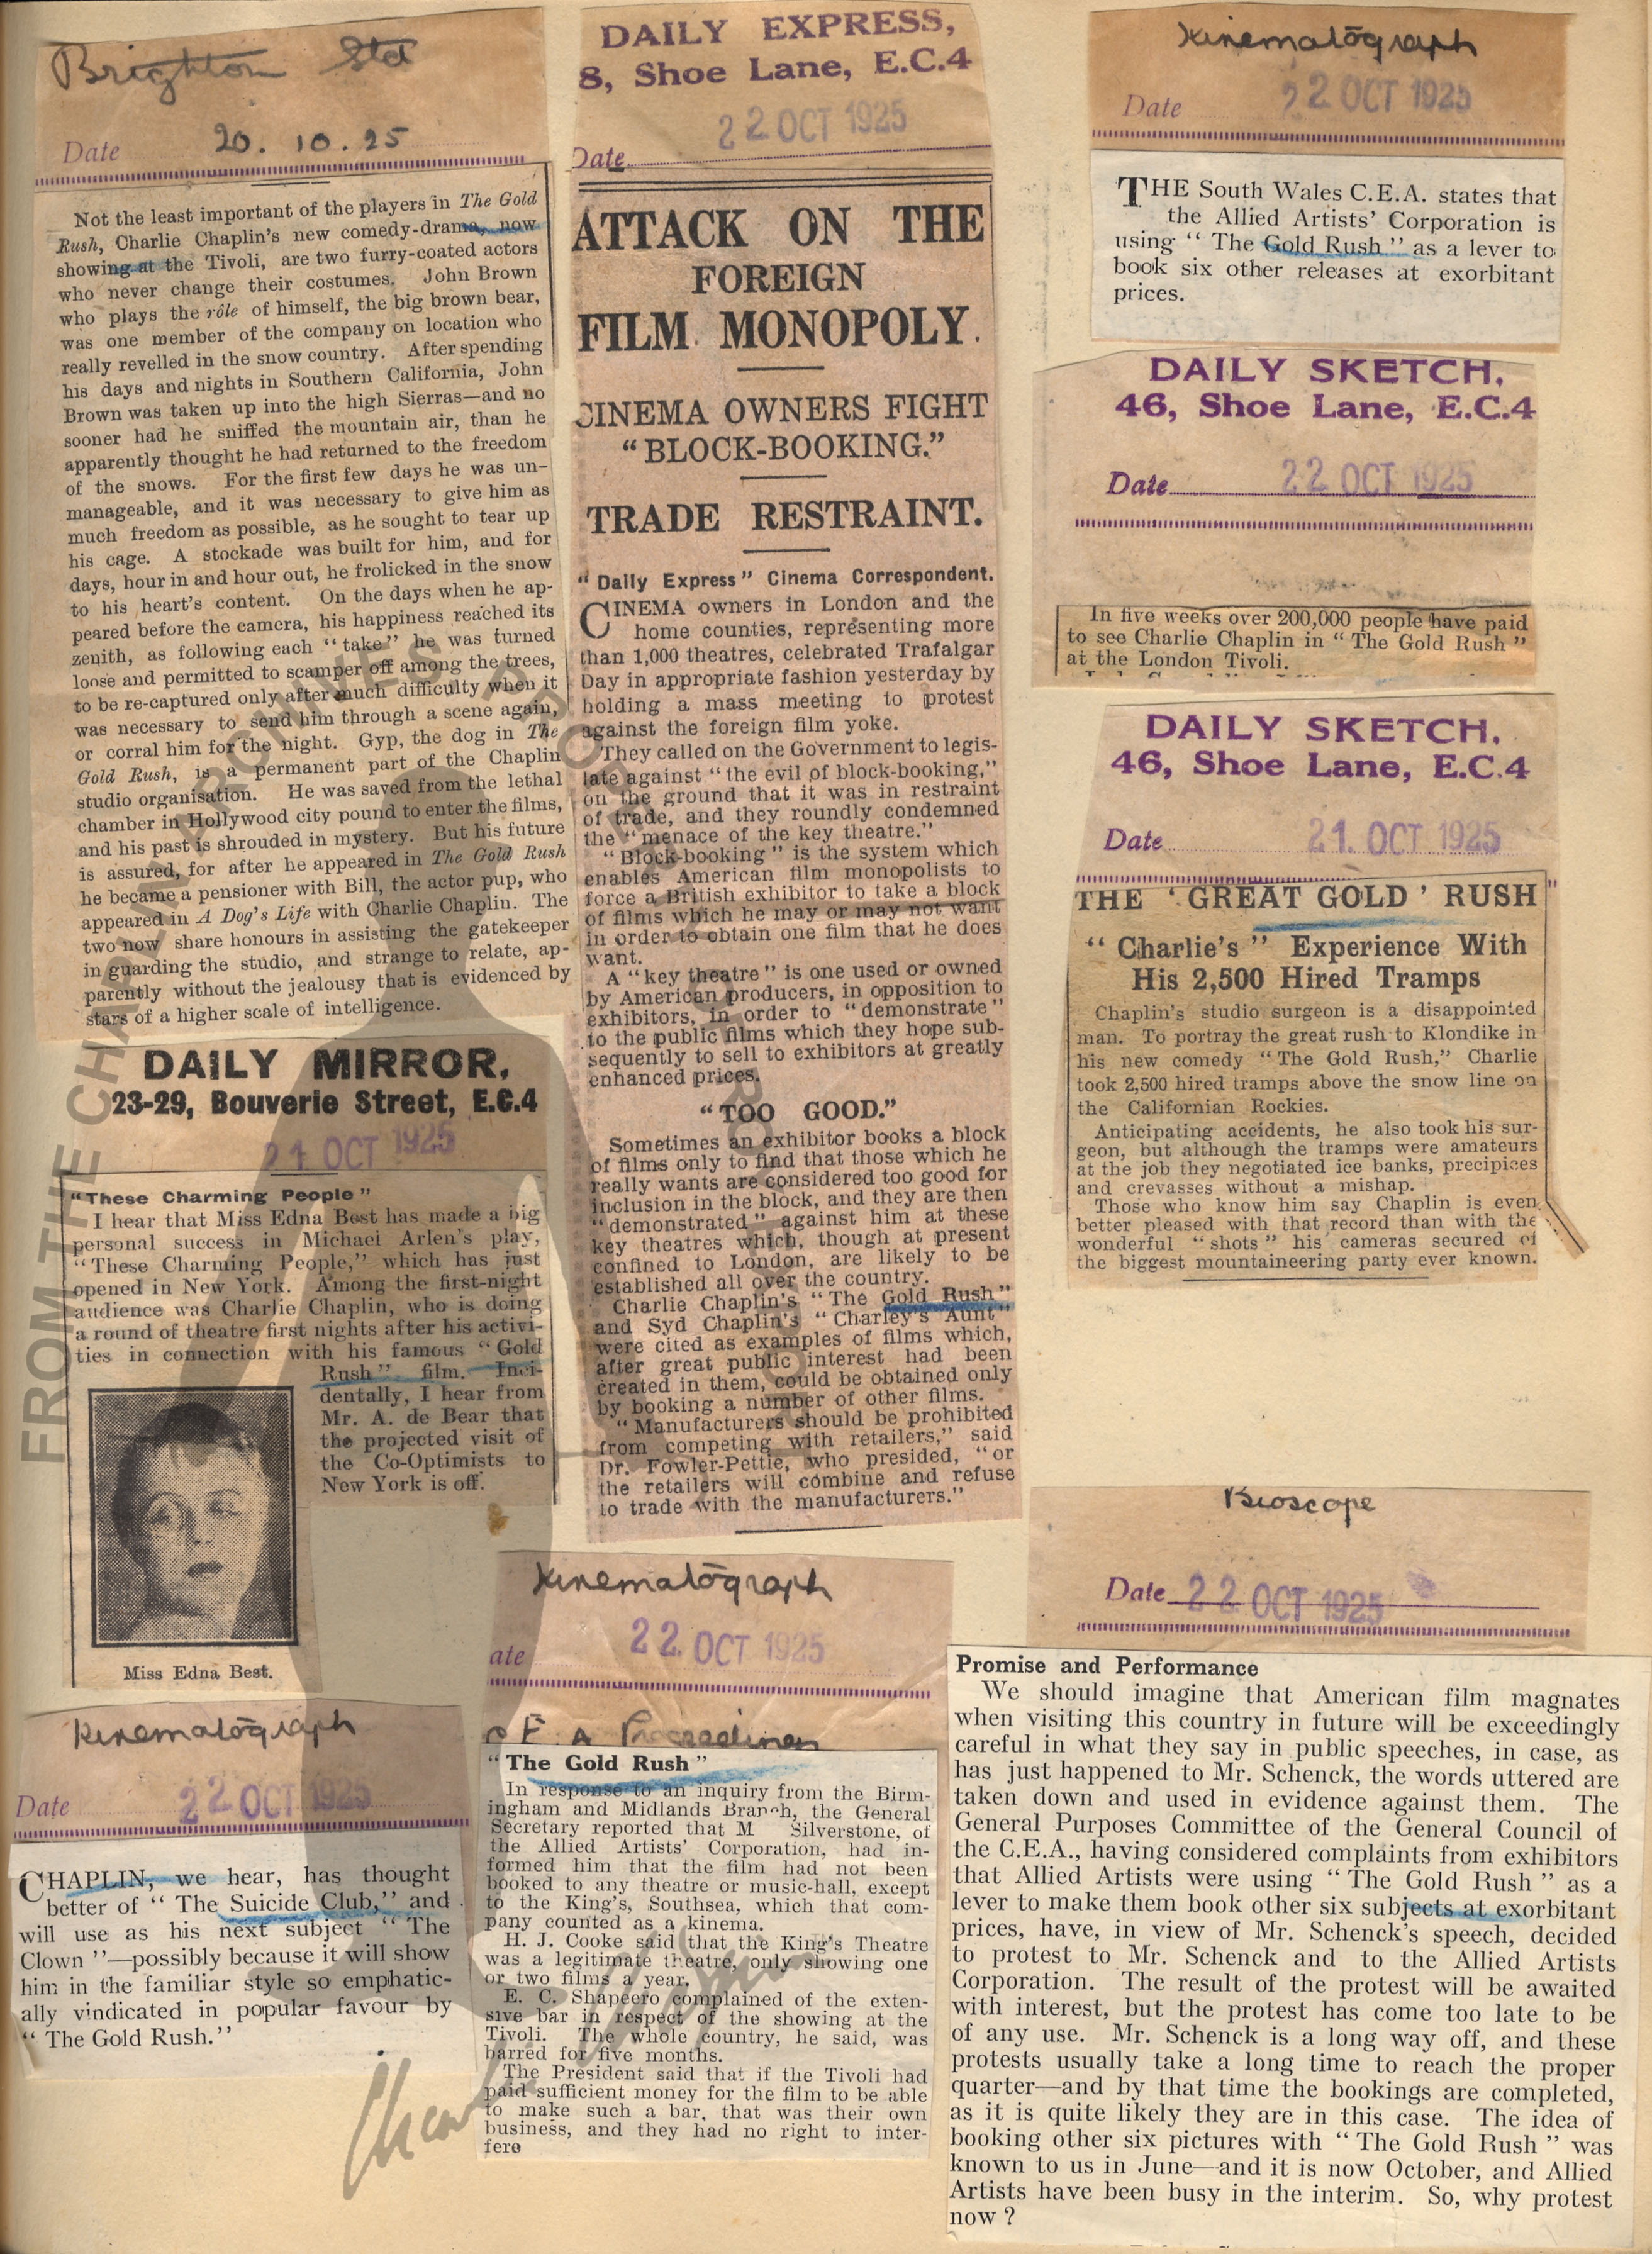 Brighton Std
Date 20. 10. 25
Not the least important of the players in The Gold
Rush, Charlie Chaplin's new comedy-drama, now
showing at the Tivoli, are two furry-coated actors
who never change their costumes. John Brown
who plays the rôle of himself, the big brown bear,
was one member of the company on location who
really revelled in the snow country. After spending
his days and nights in Southern California, John
Brown was taken up into the high Sierras—and no
sooner had he sniffed the mountain air, than he
apparently thought he had returned to the freedom
of the snows. For the first few days he was un-
manageable, and it was necessary to give him as
much freedom as possible, as he sought to tear up
his cage. A stockade was built for him, and for
days, hour in and hour out, he frolicked in the snow
to his heart's content. On the days when he ap-
peared before the camera, his happiness reached its
zenith, as following each "take" he was turned
loose and permitted to scamper off among the trees,
to be re-captured only after much difficulty when it
was necessary to send him through a scene again,
or corral him for the night. Gyp, the dog in The
Gold Rush, is a permanent part of the Chaplin
studio organisation. He was saved from the lethal
chamber in Hollywood city pound to enter the films,
and his past is shrouded in mystery. But his future
is assured, for after he appeared in The Gold Rush
he became a pensioner with Bill, the actor pup, who
appeared in A Dog's Life with Charlie Chaplin. The
two now share honours in assisting the gatekeeper
in guarding the studio, and strange to relate, ap-
parently without the jealousy that is evidenced by
stars of a higher scale of intelligence.
DAILY MIRROR,
23-29, Bouverie Street, E.C.4
21 OCT 1925
"These Charming People"
I hear that Miss Edna Best has made a big
personal success in Michael Arlen's play,
"These Charming People," which has just
opened in New York. Among the first-night
audience was Charlie Chaplin, who is doing
a round of theatre first nights after his activi-
ties in connection with his famous "Gold
Rush" film. Inci-
dentally, I hear from
Mr. A. de Bear that
the projected visit of
the Co-Optimists to
New York is off.
Miss Edna Best.
Kinematograph
Date 22 OCT 1925
CHAPLIN, we hear, has thought
better of "The Suicide Club," and
will use as his next subject "The
Clown"—possibly because it will show
him in the familiar style so emphatic-
ally vindicated in popular favour by
"The Gold Rush."
DAILY EXPRESS,
8, Shoe Lane, E.C.4
22 OCT 1925
Date
ATTACK ON THE
FOREIGN
FILM MONOPOLY.
CINEMA OWNERS FIGHT
"BLOCK-BOOKING."
TRADE RESTRAINT.
"Daily Express" Cinema Correspondent.
CINEMA owners in London and the
home counties, representing more
than 1,000 theatres, celebrated Trafalgar
Day in appropriate fashion yesterday by
holding a mass meeting to protest
against the foreign film yoke.
They called on the Government to legis-
late against "the evil of block-booking,"
on the ground that it was in restraint
of trade, and they roundly condemned
the "menace of the key theatre."
"Block-booking" is the system which
enables American film monopolists to
force a British exhibitor to take a block
of films which he may or may not want
in order to obtain one film that he does
want.
A "key theatre" is one used or owned
by American producers, in opposition to
exhibitors, in order to "demonstrate"
to the public films which they hope sub-
sequently to sell to exhibitors at greatly
enhanced prices.
"TOO GOOD."
Sometimes an exhibitor books a block
of films only to find that those which he
really wants are considered too good for
inclusion in the block, and they are then
"demonstrated" against him at these
key theatres which, though at present
confined to London, are likely to be
established all over the country.
Charlie Chaplin's "The Gold Rush"
and Syd Chaplin's "Charley's Aunt"
were cited as examples of films which,
after great public interest had been
created in them, could be obtained only
by booking a number of other films.
"Manufacturers should be prohibited
from competing with retailers," said
Dr. Fowler-Pettie, who presided, "or
the retailers will combine and refuse
to trade with the manufacturers."
Kinematograph
ate 22 OCT 1925
"The Gold Rush"
In response to an inquiry from the Birm-
ingham and Midlands Branch, the General
Secretary reported that M Silverstone, of
the Allied Artists' Corporation, had in-
formed him that the film had not been
booked to any theatre or music-hall, except
to the King's, Southsea, which that com-
pany counted as a kinema.
H. J. Cooke said that the King's Theatre
was a legitimate theatre, only showing one
or two films a year.
E. C. Shapeero complained of the exten-
sive bar in respect of the showing at the
Tivoli. The whole country, he said, was
barred for five months.
The President said that if the Tivoli had
paid sufficient money for the film to be able
to make such a bar, that was their own
business, and they had no right to inter-
fere
Kinematograph
Date 22 OCT 1925
THE South Wales C.E.A. states that
the Allied Artists' Corporation is
using "The Gold Rush" as a lever to
book six other releases at exorbitant
prices.
DAILY SKETCH,
46, Shoe Lane, E.C.4
Date 22 OCT 1925
In five weeks over 200,000 people have paid
to see Charlie Chaplin in "The Gold Rush"
at the London Tivoli.
DAILY SKETCH,
46, Shoe Lane, E.C.4
Date 21. OCT 1925
THE 'GREAT GOLD' RUSH
"Charlie's" Experience With
His 2,500 Hired Tramps
Chaplin's studio surgeon is a disappointed
man. To portray the great rush to Klondike in
his new comedy "The Gold Rush," Charlie
took 2,500 hired tramps above the snow line on
the Californian Rockies.
Anticipating accidents, he also took his sur-
geon, but although the tramps were amateurs
at the job they negotiated ice banks, precipices
and crevasses without a mishap.
Those who know him say Chaplin is even
better pleased with that record than with the
wonderful "shots" his cameras secured of
the biggest mountaineering party ever known.
Bioscope
Date 22 OCT 1925
Promise and Performance
We should imagine that American film magnates
when visiting this country in future will be exceedingly
careful in what they say in public speeches, in case, as
has just happened to Mr. Schenck, the words uttered are
taken down and used in evidence against them. The
General Purposes Committee of the General Council of
the C.E.A., having considered complaints from exhibitors
that Allied Artists were using "The Gold Rush" as a
lever to make them book other six subjects at exorbitant
prices, have, in view of Mr. Schenck's speech, decided
to protest to Mr. Schenck and to the Allied Artists
Corporation. The result of the protest will be awaited
with interest, but the protest has come too late to be
of any use. Mr. Schenck is a long way off, and these
protests usually take a long time to reach the proper
quarter—and by that time the bookings are completed,
as it is quite likely they are in this case. The idea of
booking other six pictures with "The Gold Rush" was
known to us in June—and it is now October, and Allied
Artists have been busy in the interim. So, why protest
now?
FROM THE CHAPLIN ARCHIVES